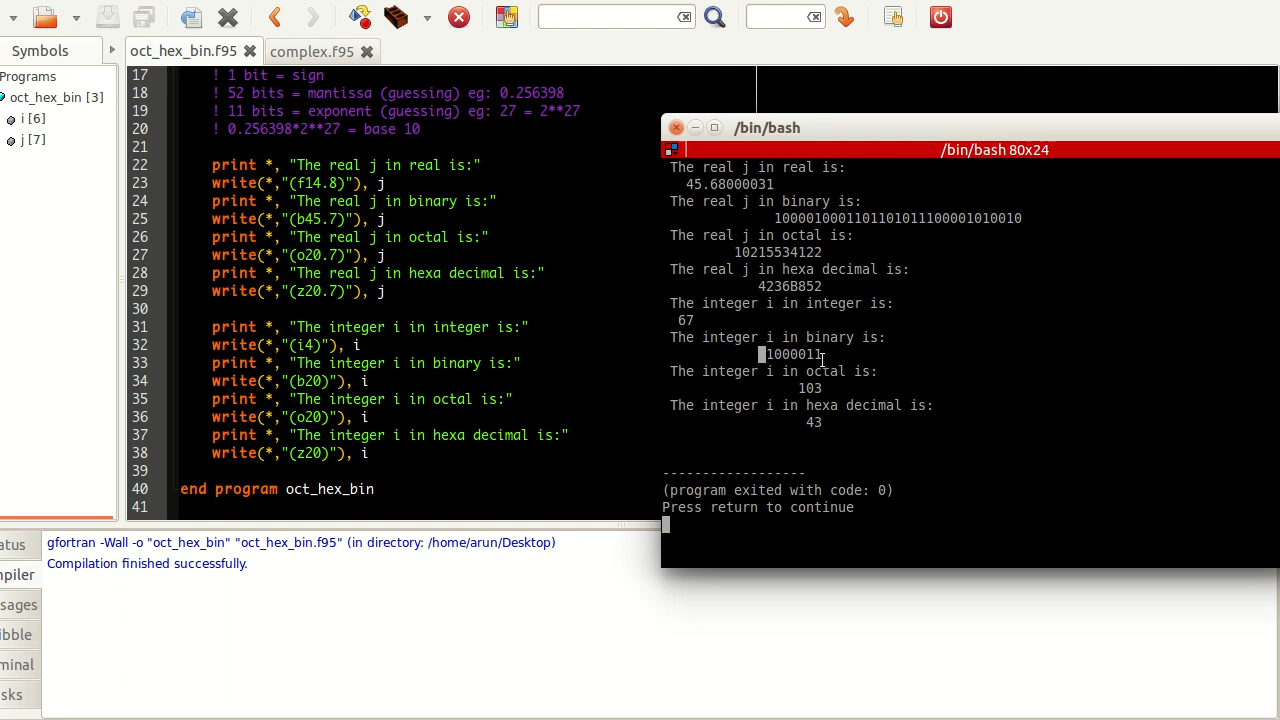 Symbols
oct_hex_bin.f95
complex.f95
Programs
oct_hex_bin [3]
i [6]
j [7]
17 ! 1 bit = sign
18 ! 52 bits = mantissa (guessing) eg: 0.256398
19 ! 11 bits = exponent (guessing) eg: 27 = 2**27
20 ! 0.256398*2**27 = base 10
21
22 print *, "The real j in real is:"
23 write(*,"(f14.8)"), j
24 print *, "The real j in binary is:"
25 write(*,"(b45.7)"), j
26 print *, "The real j in octal is:"
27 write(*,"(o20.7)"), j
28 print *, "The real j in hexa decimal is:"
29 write(*,"(z20.7)"), j
30
31 print *, "The integer i in integer is:"
32 write(*,"(i4)"), i
33 print *, "The integer i in binary is:"
34 write(*,"(b20)"), i
35 print *, "The integer i in octal is:"
36 write(*,"(o20)"), i
37 print *, "The integer i in hexa decimal is:"
38 write(*,"(z20)"), i
39
40 end program oct_hex_bin
41
/bin/bash
/bin/bash 80x24
The real j in real is:
45.68000031
The real j in binary is:
1000010001101101011100001010010
The real j in octal is:
10215534122
The real j in hexa decimal is:
4236B852
The integer i in integer is:
67
The integer i in binary is:
1000011
The integer i in octal is:
103
The integer i in hexa decimal is:
43
------------------
(program exited with code: 0)
Press return to continue
atus
mpiler
ssages
ibble
minal
sks
gfortran -Wall -o "oct_hex_bin" "oct_hex_bin.f95" (in directory: /home/arun/Desktop)
Compilation finished successfully.